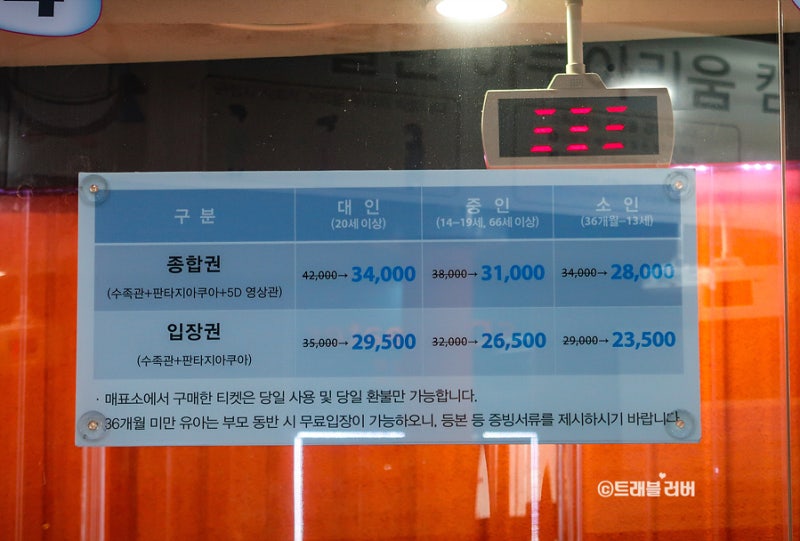 아쿠아리움
구 분
대 인
(20세 이상)
중 인
(14–19세, 66세 이상)
소 인
(36개월–13세)
종합권
(수족관+판타지아쿠아+5D 영상관)
42,000→ 34,000
38,000→ 31,000
34,000→ 28,000
입장권
(수족관+판타지아쿠아)
35,000→ 29,500
32,000→ 26,500
29,000→ 23,500
· 매표소에서 구매한 티켓은 당일 사용 및 당일 환불만 가능합니다.
36개월 미만 유아는 부모 동반 시 무료입장이 가능하오니, 등본 등 증빙서류를 제시하시기 바랍니다.
©트래블러버